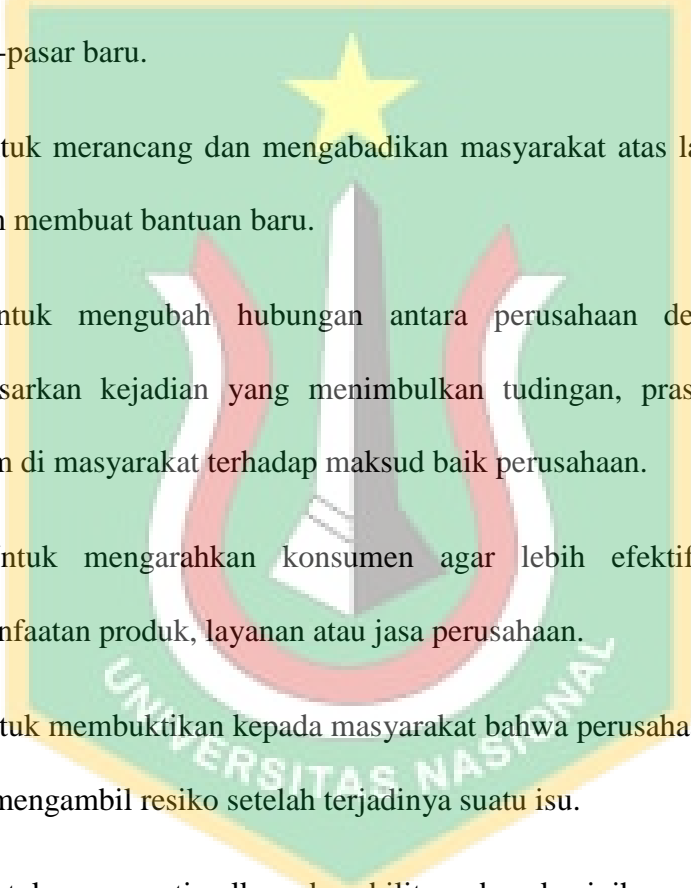 -pasar baru.
tuk merancang dan mengabadikan masyarakat atas la
membuat bantuan baru.
ntuk mengubah hubungan antara perusahaan de
sarkan kejadian yang menimbulkan tudingan, pras
di masyarakat terhadap maksud baik perusahaan.
ntuk mengarahkan konsumen agar lebih efektif
nfaatan produk, layanan atau jasa perusahaan.
tuk membuktikan kepada masyarakat bahwa perusaha
mengambil resiko setelah terjadinya suatu isu.
UNIVERSITAS NASIONAL